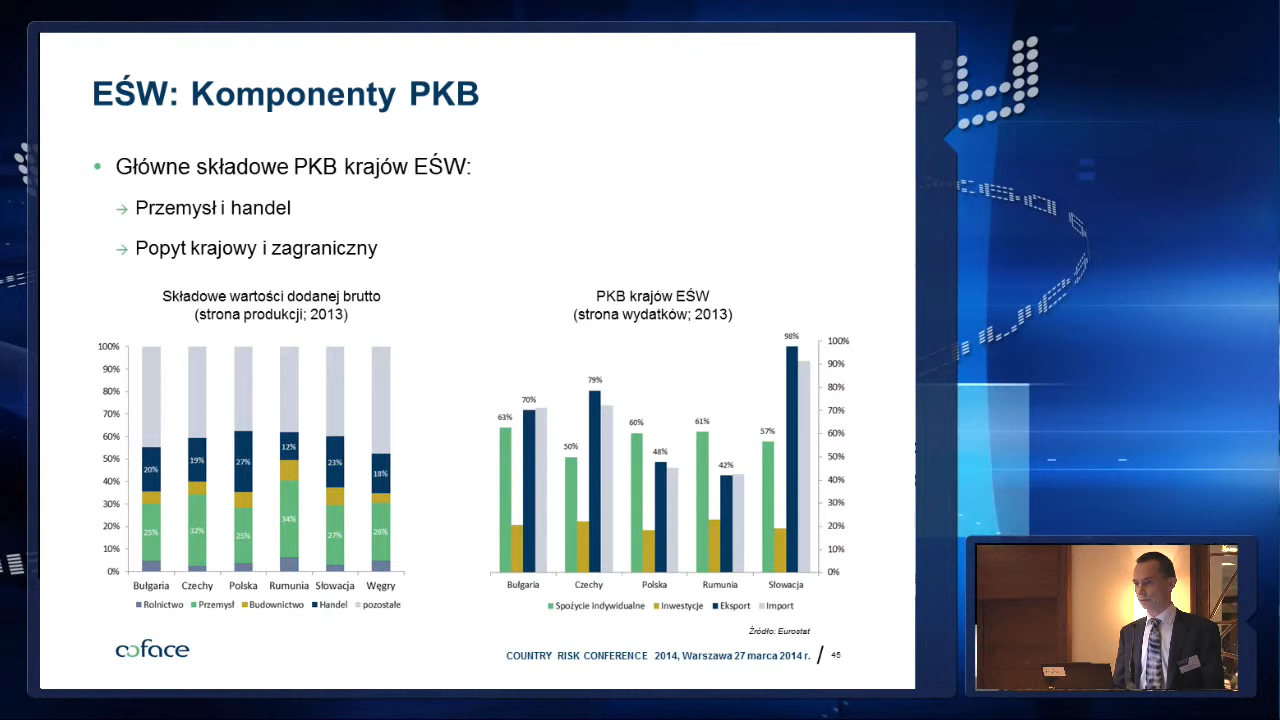 EŚW: Komponenty PKB
• Główne składowe PKB krajów EŚW:
→ Przemysł i handel
→ Popyt krajowy i zagraniczny
Składowe wartości dodanej brutto
(strona produkcji; 2013)
100%
90%
80%
70%
60%
50%
40%
30%
20%
10%
0%
20%
19%
27%
12%
23%
18%
25%
32%
25%
34%
27%
26%
Bułgaria Czechy Polska Rumunia Słowacja Węgry
Rolnictwo Przemysł Budownictwo Handel pozostałe
PKB krajów EŚW
(strona wydatków; 2013)
63%
70%
50%
79%
60%
48%
61%
42%
57%
98%
100%
90%
80%
70%
60%
50%
40%
30%
20%
10%
0%
Bułgaria Czechy Polska Rumunia Słowacja
Spożycie indywidualne Inwestycje Eksport Import
Źródło: Eurostat
coface
COUNTRY RISK CONFERENCE 2014, Warszawa 27 marca 2014 r. / 45